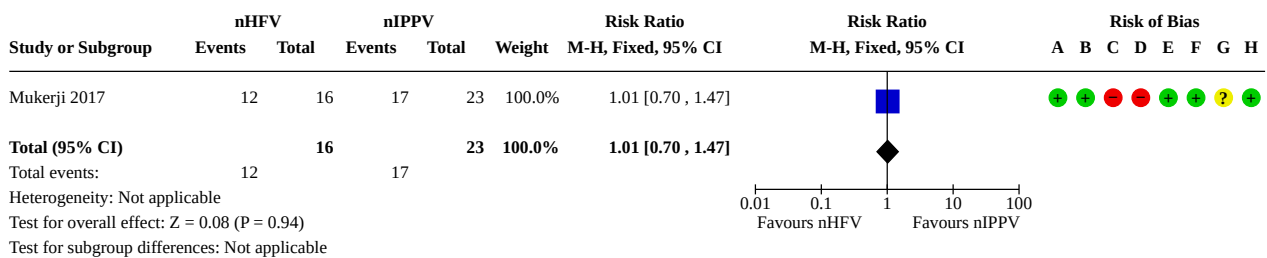 nHFV nIPPV Risk Ratio Risk Ratio Risk of Bias
Study or Subgroup Events Total Events Total Weight M-H, Fixed, 95% CI M-H, Fixed, 95% CI A B C D E F G H
Mukerji 2017 12 16 17 23 100.0% 1.01 [0.70 , 1.47] + + − − + + ? +
Total (95% CI) 16 23 100.0% 1.01 [0.70 , 1.47]
Total events: 12 17
Heterogeneity: Not applicable 0.01 0.1 1 10 100
Test for overall effect: Z = 0.08 (P = 0.94) Favours nHFV Favours nIPPV
Test for subgroup differences: Not applicable